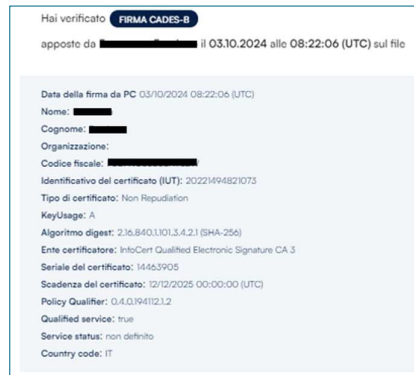 Hai verificato FIRMA CADES-B
apposte da il 03.10.2024 alle 08:22:06 (UTC) sul file
Data della firma da PC 03/10/2024 08:22:06 (UTC)
Nome:
Cognome:
Organizzazione:
Codice fiscale:
Identificativo del certificato (IUT): 20221494821073
Tipo di certificato: Non Repudiation
KeyUsage: A
Algoritmo digest: 2.16.840.1.101.3.4.2.1 (SHA-256)
Ente certificatore: InfoCert Qualified Electronic Signature CA 3
Seriale del certificato: 14463905
Scadenza del certificato: 12/12/2025 00:00:00 (UTC)
Policy Qualifier: 0.4.0.194112.1.2
Qualified service: true
Service status: non definito
Country code: IT